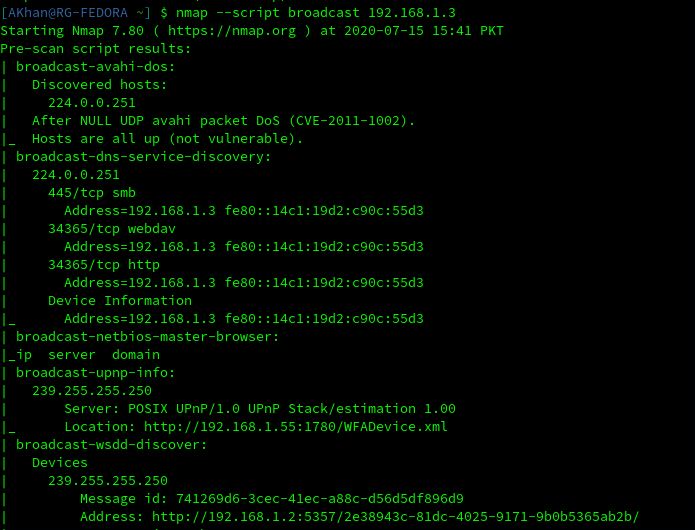 [AKhan@RG-FEDORA ~] $ nmap --script broadcast 192.168.1.3
Starting Nmap 7.80 ( https://nmap.org ) at 2020-07-15 15:41 PKT
Pre-scan script results:
| broadcast-avahi-dos:
|   Discovered hosts:
|     224.0.0.251
|   After NULL UDP avahi packet DoS (CVE-2011-1002).
|_  Hosts are all up (not vulnerable).
| broadcast-dns-service-discovery:
|   224.0.0.251
|     445/tcp smb
|       Address=192.168.1.3 fe80::14c1:19d2:c90c:55d3
|     34365/tcp webdav
|       Address=192.168.1.3 fe80::14c1:19d2:c90c:55d3
|     34365/tcp http
|       Address=192.168.1.3 fe80::14c1:19d2:c90c:55d3
|     Device Information
|_      Address=192.168.1.3 fe80::14c1:19d2:c90c:55d3
| broadcast-netbios-master-browser:
|_ip  server  domain
| broadcast-upnp-info:
|   239.255.255.250
|       Server: POSIX UPnP/1.0 UPnP Stack/estimation 1.00
|_      Location: http://192.168.1.55:1780/WFADevice.xml
| broadcast-wsdd-discover:
|   Devices
|     239.255.255.250
|         Message id: 741269d6-3cec-41ec-a88c-d56d5df896d9
|         Address: http://192.168.1.2:5357/2e38943c-81dc-4025-9171-9b0b5365ab2b/